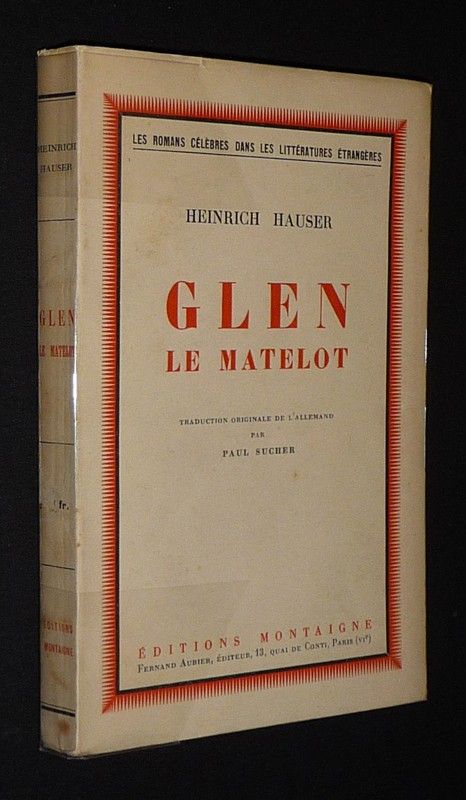 LES ROMANS CÉLÈBRES DANS LES LITTÉRATURES ÉTRANGÈRES
HEINRICH HAUSER
GLEN
LE MATELOT
TRADUCTION ORIGINALE DE L'ALLEMAND
PAR
PAUL SUCHER
ÉDITIONS MONTAIGNE
FERNAND AUBIER, ÉDITEUR, 13, QUAI DE CONTI, PARIS (VIᵉ)
HEINRICH
HAUSER
GLEN
LE MATELOT
fr.
ÉDITIONS
MONTAIGNE